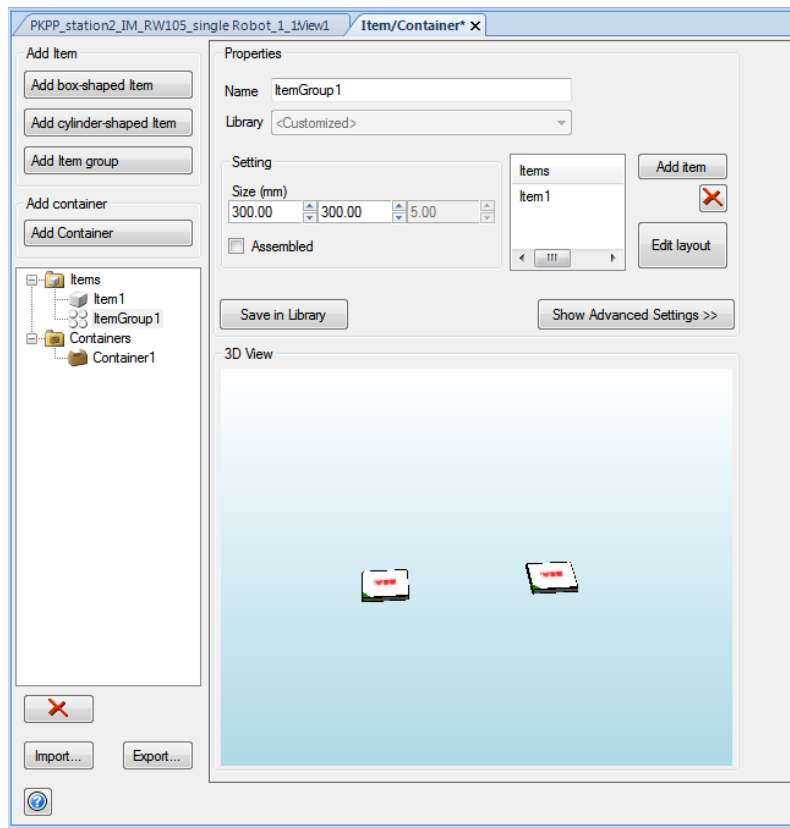 PKPP_station2_IM_RW105_single Robot_1_1:View1
Item/Container* X
Add Item
Add box-shaped Item
Add cylinder-shaped Item
Add Item group
Add container
Add Container
Items
Item1
ItemGroup1
Containers
Container1
Import...
Export...
Properties
Name ItemGroup1
Library <Customized>
Setting
Size (mm)
300.00 300.00 5.00
Assembled
Items
Item1
Add item
Edit layout
Save in Library
Show Advanced Settings >>
3D View